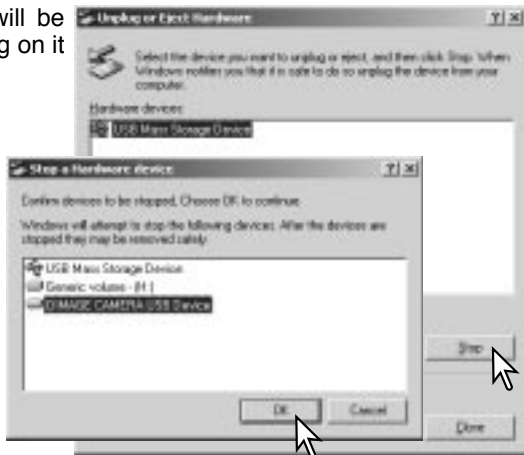 will be
g on it
Unplug or Eject Hardware
Select the device you want to unplug or eject, and then click Stop. When
Windows notifies you that it is safe to do so unplug the device from your
computer.
Hardware devices:
USB Mass Storage Device
Stop
Close
Stop a Hardware device
Confirm devices to be stopped, Choose OK to continue.
Windows will attempt to stop the following devices. After the devices are
stopped they may be removed safely.
USB Mass Storage Device
Generic volume - (H:)
DIMAGE CAMERA USB Device
OK
Cancel